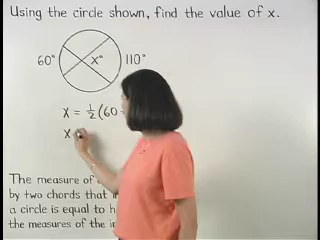 Using the circle shown, find the value of x.
60° x° 110°
x = ½(60
x
The measure of
by two chords that
a circle is equal to
the measures of the